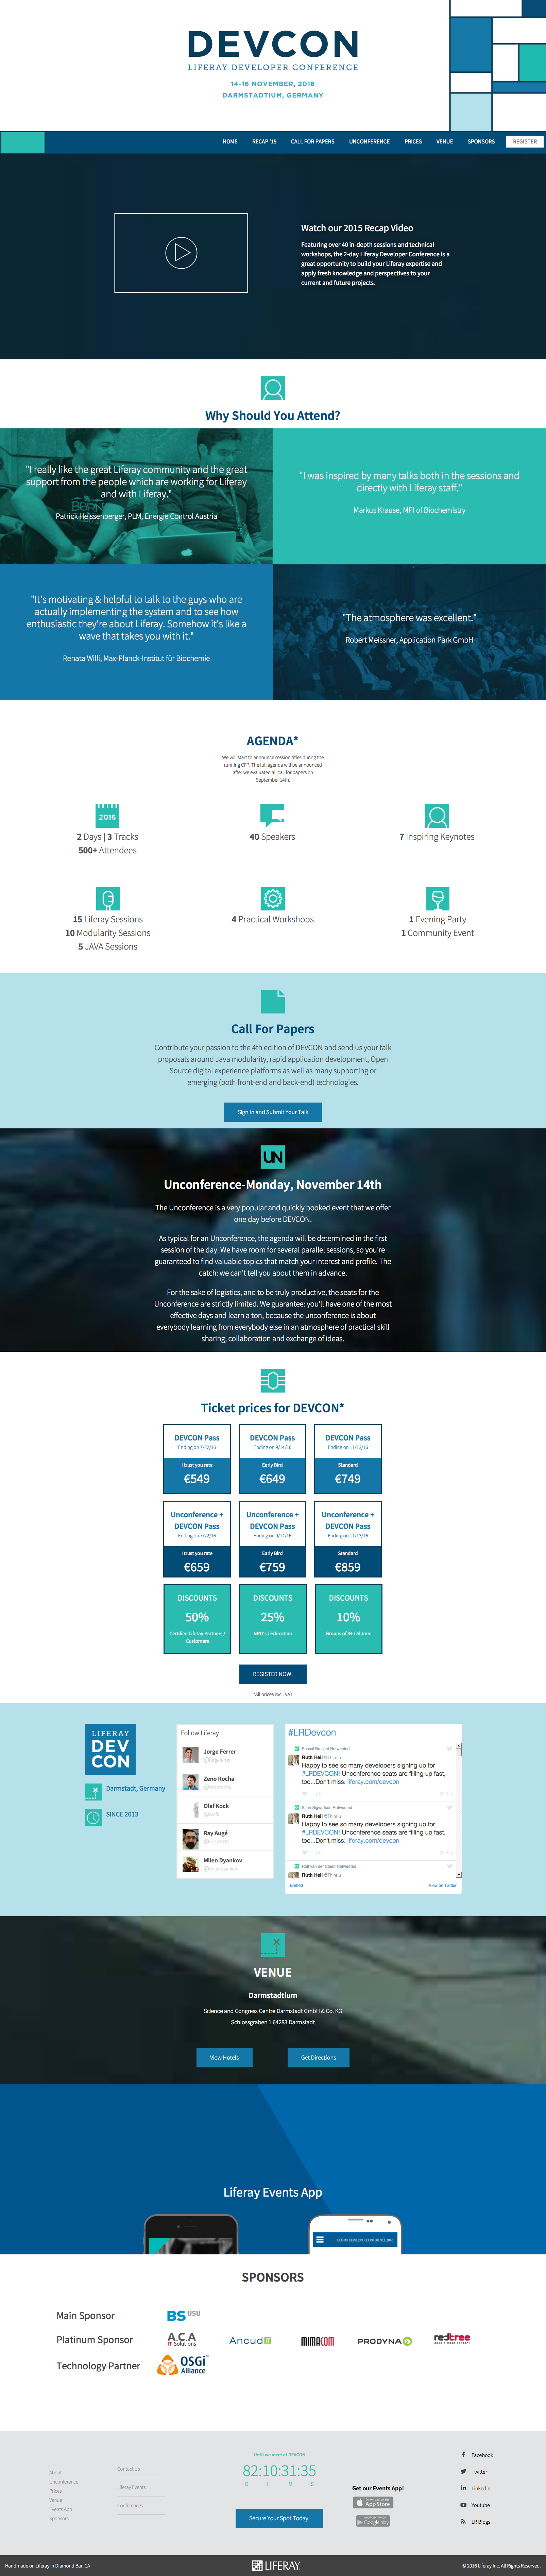 DEVCON
LIFERAY DEVELOPER CONFERENCE
14-16 NOVEMBER, 2016
DARMSTADTIUM, GERMANY
HOME RECAP '15 CALL FOR PAPERS UNCONFERENCE PRICES VENUE SPONSORS REGISTER
Watch our 2015 Recap Video
Featuring over 40 in-depth sessions and technical
workshops, the 2-day Liferay Developer Conference is a
great opportunity to build your Liferay expertise and
apply fresh knowledge and perspectives to your
current and future projects.
Why Should You Attend?
"I really like the great Liferay community and the great
support from the people which are working for Liferay
and with Liferay."
Patrick Heissenberger, PLM, Energie Control Austria
"I was inspired by many talks both in the sessions and
directly with Liferay staff."
Markus Krause, MPI of Biochemistry
"It's motivating & helpful to talk to the guys who are
actually implementing the system and to see how
enthusiastic they're about Liferay. Somehow it's like a
wave that takes you with it."
Renata Willi, Max-Planck-Institut für Biochemie
"The atmosphere was excellent."
Robert Meissner, Application Park GmbH
AGENDA*
We will start to announce session titles during the
running CFP. The full agenda will be announced
after we evaluated all call for papers on
September 14th.
2016
2 Days | 3 Tracks
500+ Attendees
40 Speakers
7 Inspiring Keynotes
15 Liferay Sessions
10 Modularity Sessions
5 JAVA Sessions
4 Practical Workshops
1 Evening Party
1 Community Event
Call For Papers
Contribute your passion to the 4th edition of DEVCON and send us your talk
proposals around Java modularity, rapid application development, Open
Source digital experience platforms as well as many supporting or
emerging (both front-end and back-end) technologies.
Sign in and Submit Your Talk
UN
Unconference-Monday, November 14th
The Unconference is a very popular and quickly booked event that we offer
one day before DEVCON.
As typical for an Unconference, the agenda will be determined in the first
session of the day. We have room for several parallel sessions, so you're
guaranteed to find valuable topics that match your interest and profile. The
catch: we can't tell you about them in advance.
For the sake of logistics, and to be truly productive, the seats for the
Unconference are strictly limited. We guarantee: you'll have one of the most
effective days and learn a ton, because the unconference is about
everybody learning from everybody else in an atmosphere of practical skill
sharing, collaboration and exchange of ideas.
Ticket prices for DEVCON*
DEVCON Pass
Ending on 7/22/16
I trust you rate
€549
DEVCON Pass
Ending on 9/14/16
Early Bird
€649
DEVCON Pass
Ending on 11/13/16
Standard
€749
Unconference +
DEVCON Pass
Ending on 7/22/16
I trust you rate
€659
Unconference +
DEVCON Pass
Ending on 9/14/16
Early Bird
€759
Unconference +
DEVCON Pass
Ending on 11/13/16
Standard
€859
DISCOUNTS
50%
Certified Liferay Partners /
Customers
DISCOUNTS
25%
NPO's / Education
DISCOUNTS
10%
Groups of 3+ / Alumni
REGISTER NOW!
*All prices excl. VAT
LIFERAY
DEV
CON
Darmstadt, Germany
SINCE 2013
Follow Liferay
Jorge Ferrer
Zeno Rocha
Olaf Kock
Ray Augé
Milen Dyankov
#LRDevcon
Pascal Brussel Retweeted
Ruth Heil
Happy to see so many developers signing up for
#LRDEVCON! Unconference seats are filling up fast,
too...Don't miss: liferay.com/devcon
Retweeted
Ruth Heil
Happy to see so many developers signing up for
#LRDEVCON! Unconference seats are filling up fast,
too...Don't miss: liferay.com/devcon
Rolf von der Steen Retweeted
Ruth Heil
Embed
View on Twitter
VENUE
Darmstadtium
Science and Congress Centre Darmstadt GmbH & Co. KG
Schlossgraben 1 64283 Darmstadt
View Hotels
Get Directions
Liferay Events App
LIFERAY DEVELOPER CONFERENCE 2016
SPONSORS
Main Sponsor
BS USU
Platinum Sponsor
A.C.A
IT Solutions
Ancud IT
MIMACOM
PRODYNA
redtree
Technology Partner
OSGi
Alliance
About
Unconference
Prices
Venue
Events App
Sponsors
Contact Us
Liferay Events
Conferences
Until we meet at DEVCON
82:10:31:35
D H M S
Secure Your Spot Today!
Get our Events App!
App Store
Google play
Facebook
Twitter
LinkedIn
Youtube
LR Blogs
Handmade on Liferay in Diamond Bar, CA
LIFERAY.
© 2016 Liferay Inc. All Rights Reserved.